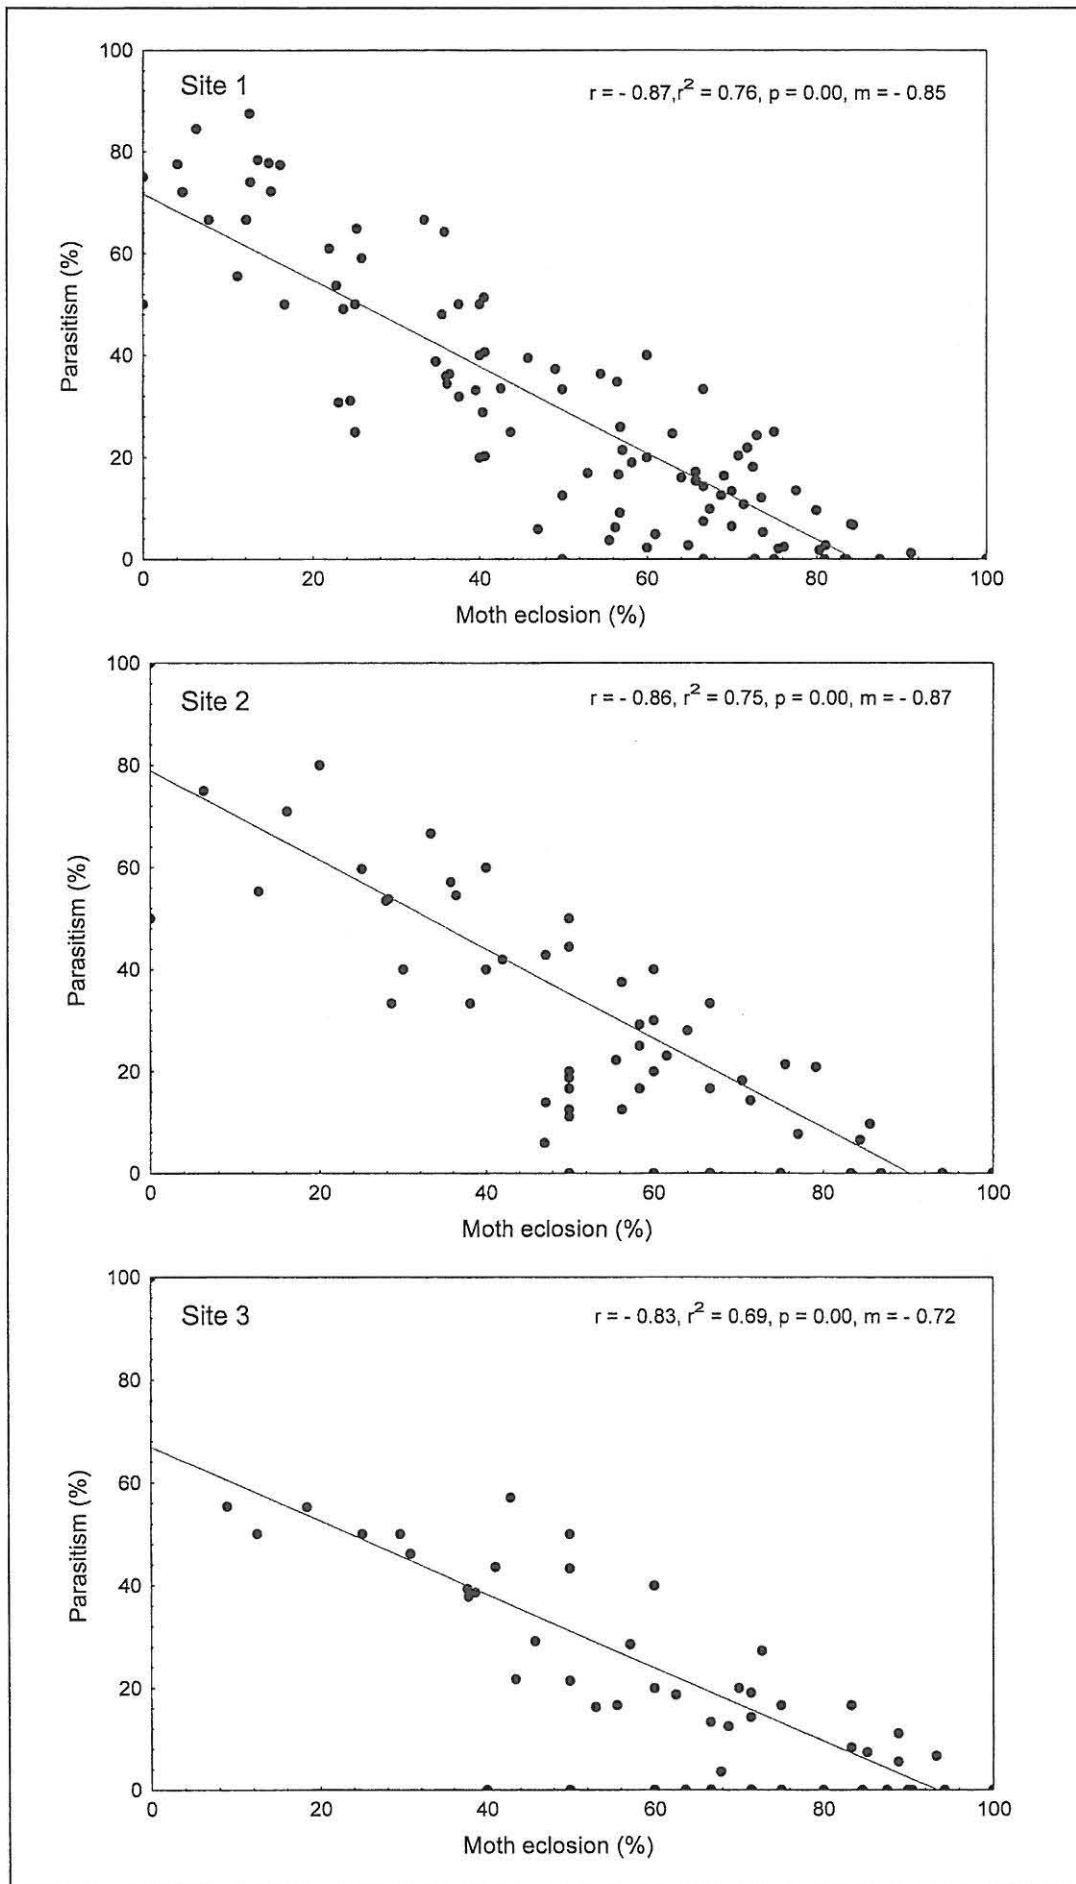 100
Site 1
r = - 0.87,r² = 0.76, p = 0.00, m = - 0.85
80
60
Parasitism (%)
40
20
0
0 20 40 60 80 100
Moth eclosion (%)
100
Site 2
r = - 0.86, r² = 0.75, p = 0.00, m = - 0.87
80
60
Parasitism (%)
40
20
0
0 20 40 60 80 100
Moth eclosion (%)
100
Site 3
r = - 0.83, r² = 0.69, p = 0.00, m = - 0.72
80
60
Parasitism (%)
40
20
0
0 20 40 60 80 100
Moth eclosion (%)